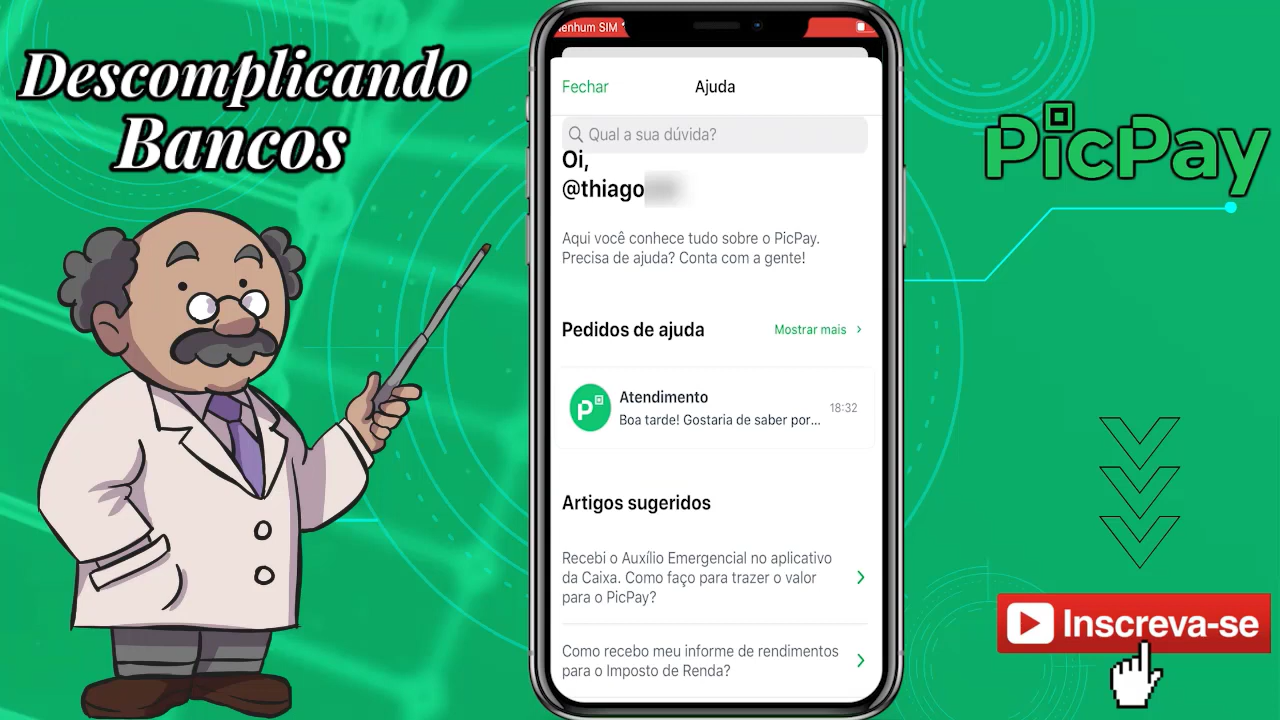 Descomplicando
Bancos
enhum SIM
Fechar
Ajuda
Qual a sua dúvida?
Oi,
@thiago
Aqui você conhece tudo sobre o PicPay.
Precisa de ajuda? Conta com a gente!
Pedidos de ajuda
Mostrar mais
Atendimento
Boa tarde! Gostaria de saber por...
18:32
Artigos sugeridos
Recebi o Auxílio Emergencial no aplicativo
da Caixa. Como faço para trazer o valor
para o PicPay?
Como recebo meu informe de rendimentos
para o Imposto de Renda?
PicPay
Inscreva-se